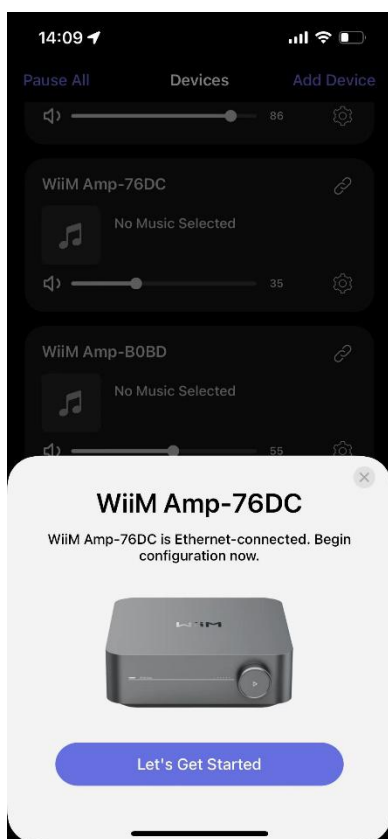 14:09
Pause All
Devices
Add Device
86
WiiM Amp-76DC
No Music Selected
35
WiiM Amp-B0BD
No Music Selected
55
WiiM Amp-76DC
WiiM Amp-76DC is Ethernet-connected. Begin
configuration now.
WiiM
Let's Get Started